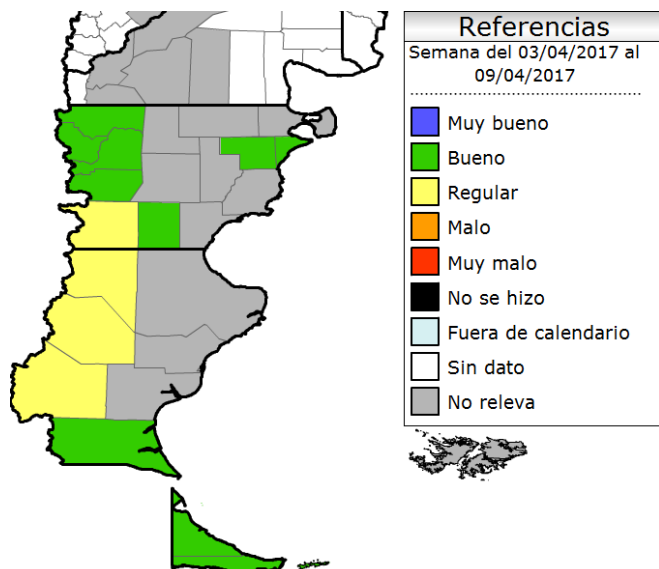 Referencias
Semana del 03/04/2017 al
09/04/2017
Muy bueno
Bueno
Regular
Malo
Muy malo
No se hizo
Fuera de calendario
Sin dato
No releva